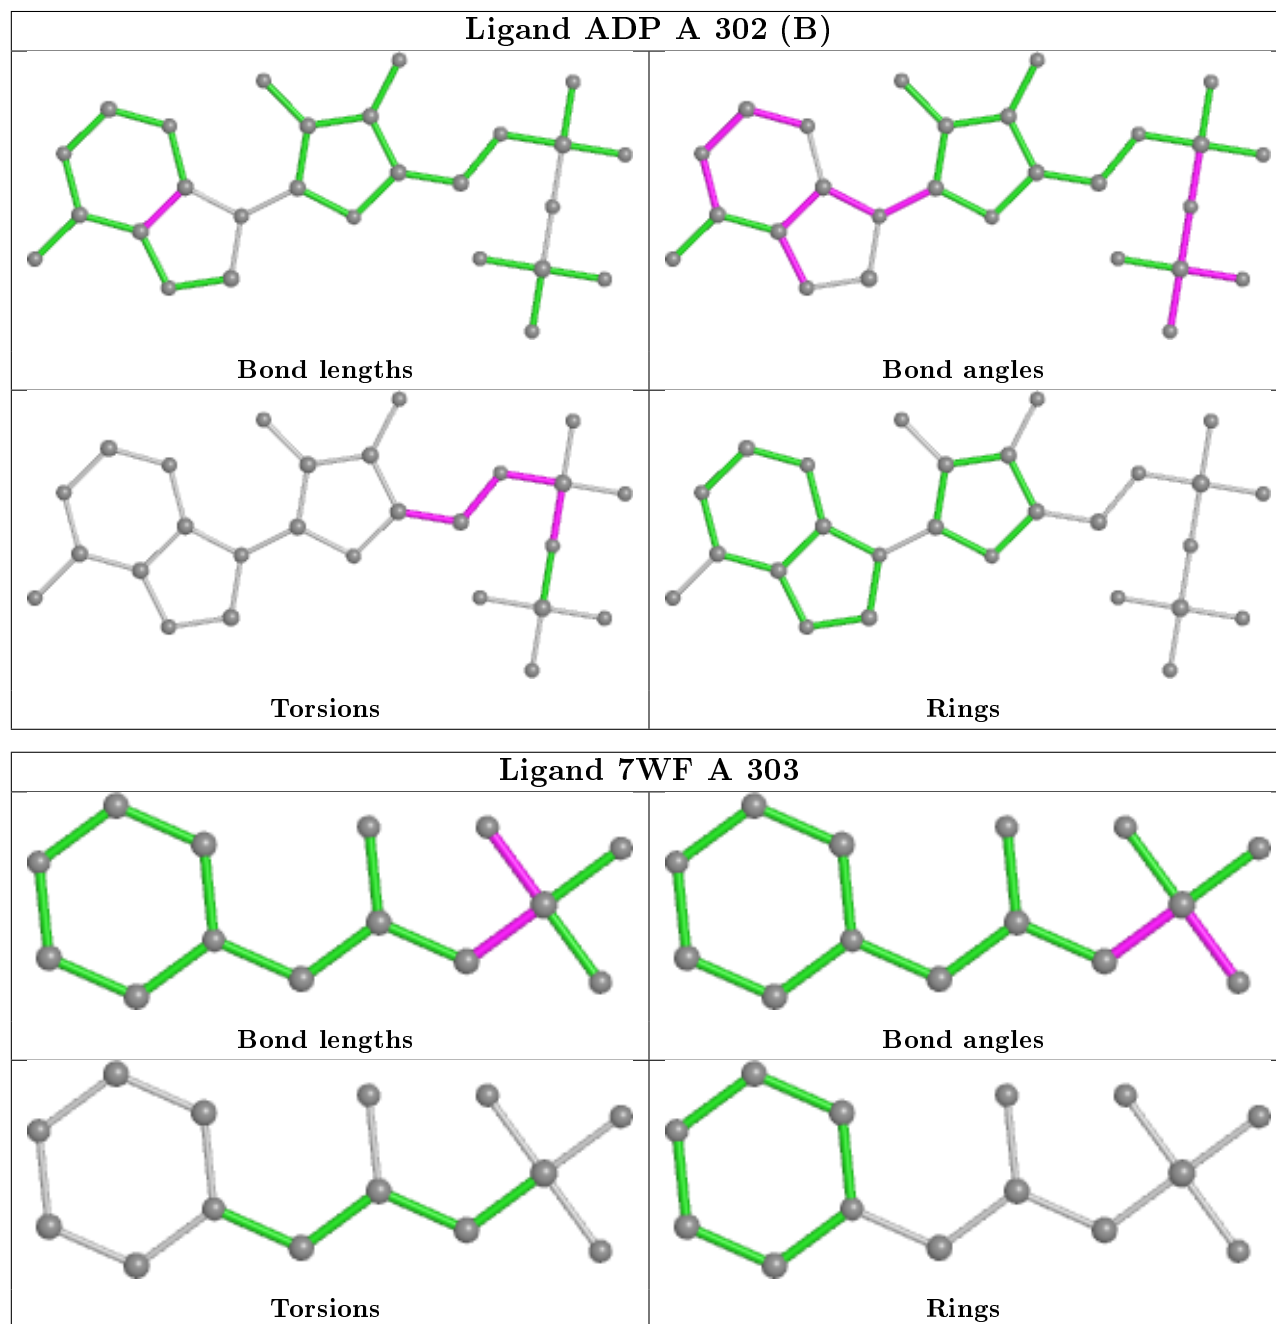 Ligand ADP A 302 (B)
Bond lengths
Bond angles
Torsions
Rings
Ligand 7WF A 303
Bond lengths
Bond angles
Torsions
Rings